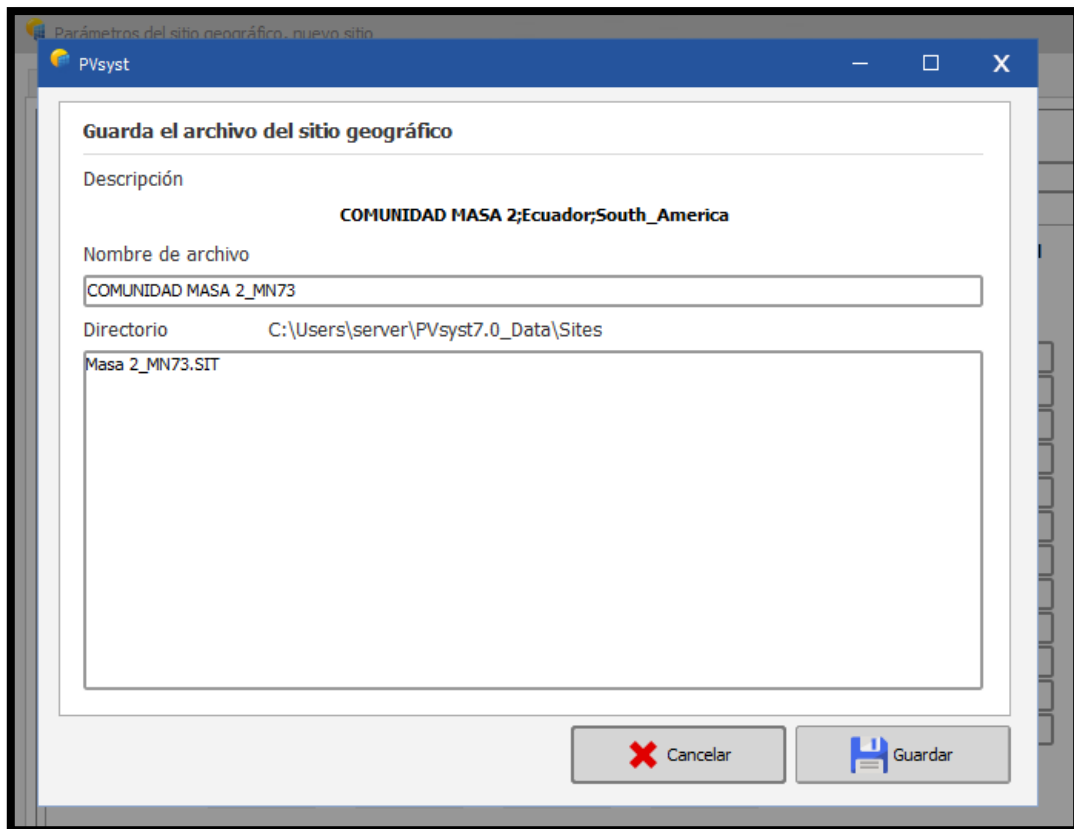 Parámetros del sitio geográfico, nuevo sitio
PVsyst
Guarda el archivo del sitio geográfico
Descripción
COMUNIDAD MASA 2;Ecuador;South_America
Nombre de archivo
COMUNIDAD MASA 2_MN73
Directorio C:\Users\server\PVsyst7.0_Data\Sites
Masa 2_MN73.SIT
Cancelar Guardar